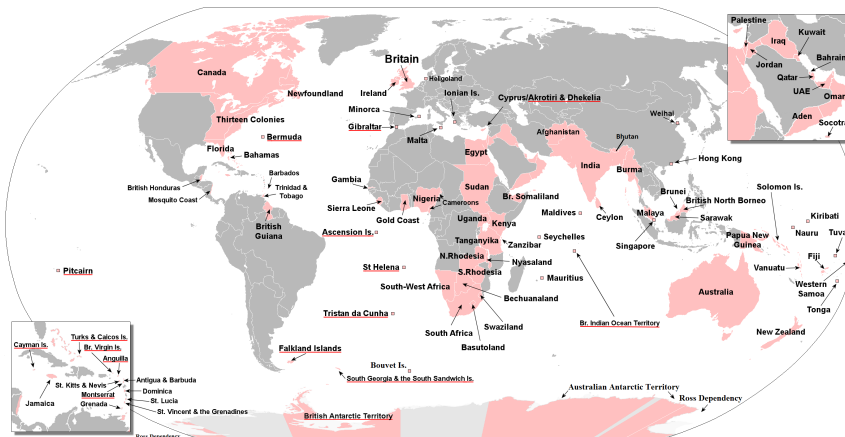 Palestine
Iraq
Kuwait
Jordan
Bahrain
Qatar
UAE
Oman
Aden
Socotra
Canada
Newfoundland
Thirteen Colonies
Bermuda
Florida
Bahamas
British Honduras
Mosquito Coast
Barbados
Trinidad &
Tobago
British
Guiana
Britain
Ireland
Heligoland
Minorca
Ionian Is.
Gibraltar
Malta
Cyprus/Akrotiri & Dhekelia
Afghanistan
Bhutan
Weihai
Hong Kong
Egypt
India
Burma
Gambia
Sudan
Sierra Leone
Nigeria
Cameroons
Gold Coast
Br. Somaliland
Maldives
Ceylon
Brunei
British North Borneo
Malaya
Sarawak
Singapore
Solomon Is.
Kiribati
Nauru
Ascension Is.
Uganda
Kenya
Tanganyika
Zanzibar
Seychelles
Papua New
Guinea
Fiji
Vanuatu
Western
Samoa
Tonga
Pitcairn
St Helena
N.Rhodesia
Nyasaland
S.Rhodesia
Mauritius
South-West Africa
Bechuanaland
Br. Indian Ocean Territory
Australia
Tristan da Cunha
South Africa
Swaziland
Basutoland
New Zealand
Falkland Islands
Bouvet Is.
South Georgia & the South Sandwich Is.
British Antarctic Territory
Australian Antarctic Territory
Ross Dependency
Turks & Caicos Is.
Cayman Is.
Br. Virgin Is.
Anguilla
St. Kitts & Nevis
Antigua & Barbuda
Montserrat
Dominica
Jamaica
St. Lucia
Grenada
St. Vincent & the Grenadines
Ross Dependency